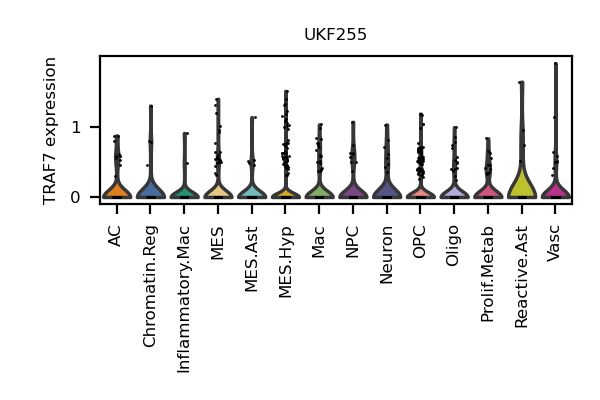 UKF255
TRAF7 expression
1
0
AC
Chromatin.Reg
Inflammatory.Mac
MES
MES.Ast
MES.Hyp
Mac
NPC
Neuron
OPC
Oligo
Prolif.Metab
Reactive.Ast
Vasc